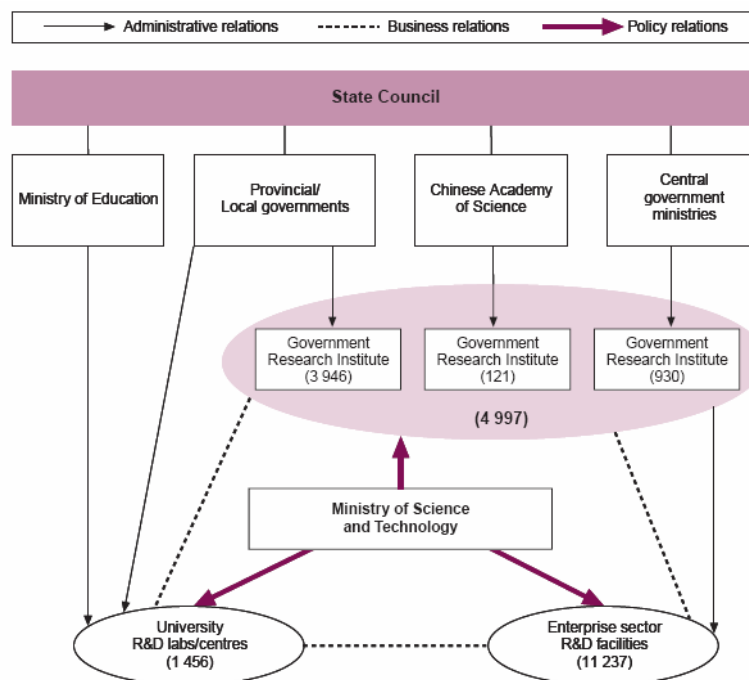 Administrative relations
Business relations
Policy relations
State Council
Ministry of Education
Provincial/
Local governments
Chinese Academy
of Science
Central
government
ministries
Government
Research Institute
(3 946)
Government
Research Institute
(121)
Government
Research Institute
(930)
(4 997)
Ministry of Science
and Technology
University
R&D labs/centres
(1 456)
Enterprise sector
R&D facilities
(11 237)